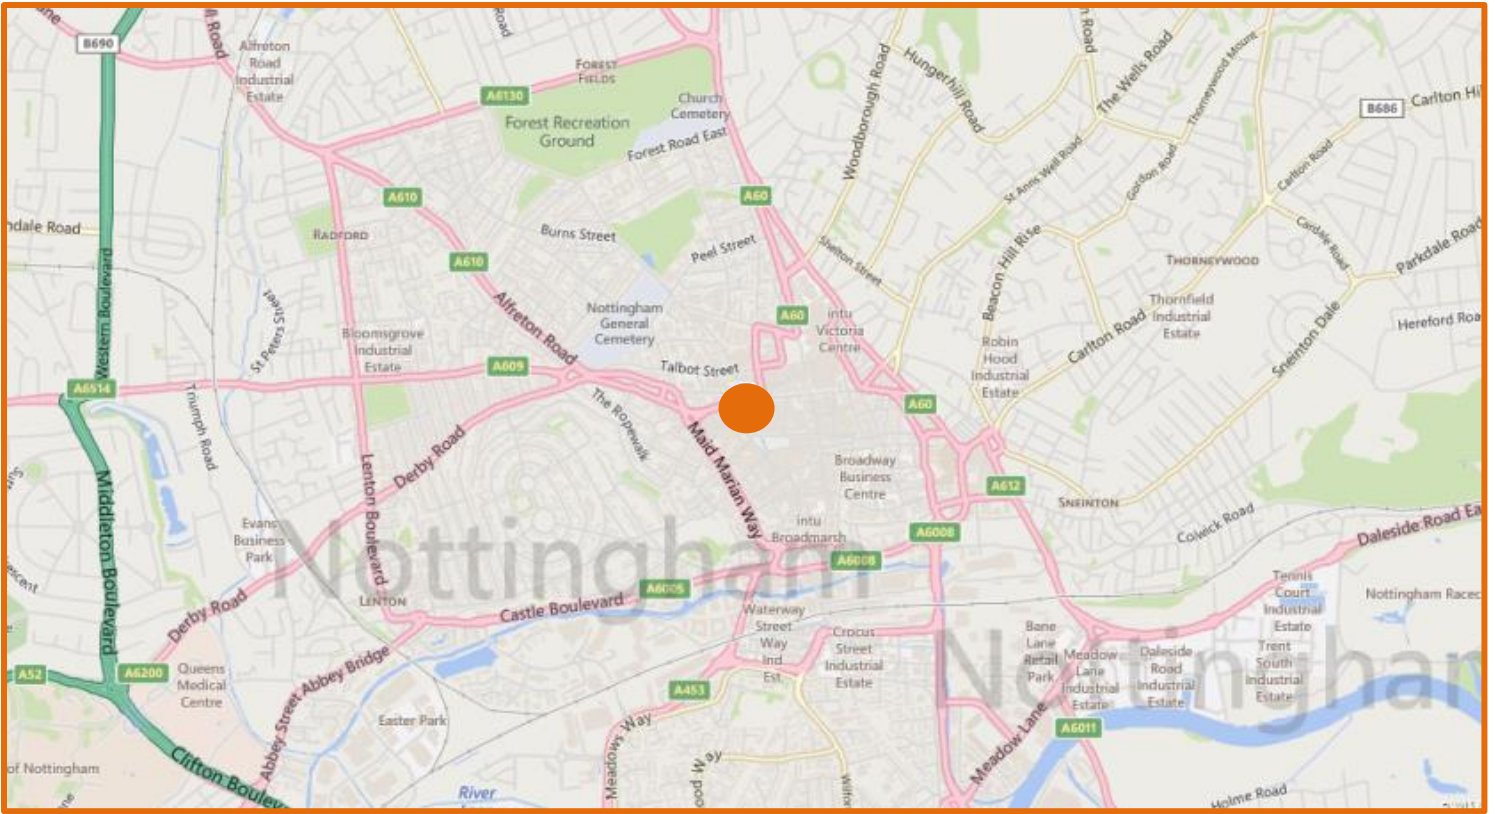 B690
Alfreton
Road
Industrial
Estate
Road
FOREST
FIELDS
A6130
Church
Cemetery
Forest Recreation
Ground
Forest Road East
Woodborough Road
Hungerhill Road
The Wells Road
Thorneywood Mount
B686
Carlton
St Anns Well Road
Gordon Road
Carlton Road
A610
A60
RADFORD
Burns Street
Peel Street
Shelton Street
Beacon Hill Rise
Cardale Road
Parkdale Road
THORNEYWOOD
A610
Western Boulevard
St Peters Street
Alfreton Road
Nottingham
General
Cemetery
A60
intu
Victoria
Centre
Thornfield
Industrial
Estate
Carlton Road
Sneinton Dale
Hereford
Bloomsgrove
Industrial
Estate
Robin
Hood
Industrial
Estate
A609
Talbot Street
A6514
Triumph Road
The Ropewalk
A60
Derby Road
Maid Marian Way
Lenton Boulevard
Middleton Boulevard
Broadway
Business
Centre
A612
SNEINTON
Colwick Road
Daleside Road
Evans
Business
Park
Nottingham
intu
Broadmarsh
A6008
A6008
A6005
LENTON
Castle Boulevard
Derby Road
Waterway
Street
Way
Ind
Est
Crocus
Street
Industrial
Estate
Bane
Lane
Retail
Park
Meadow
Lane
Industrial
Estate
Daleside
Road
Industrial
Estate
Tennis
Court
Industrial
Estate
Trent
South
Industrial
Estate
Nottingham
A52
A6200
Queens
Medical
Centre
Abbey Street
Abbey Bridge
Easter Park
A453
Meadows Way
Meadow Lane
A6011
of Nottingham
Clifton
River
Holme Road